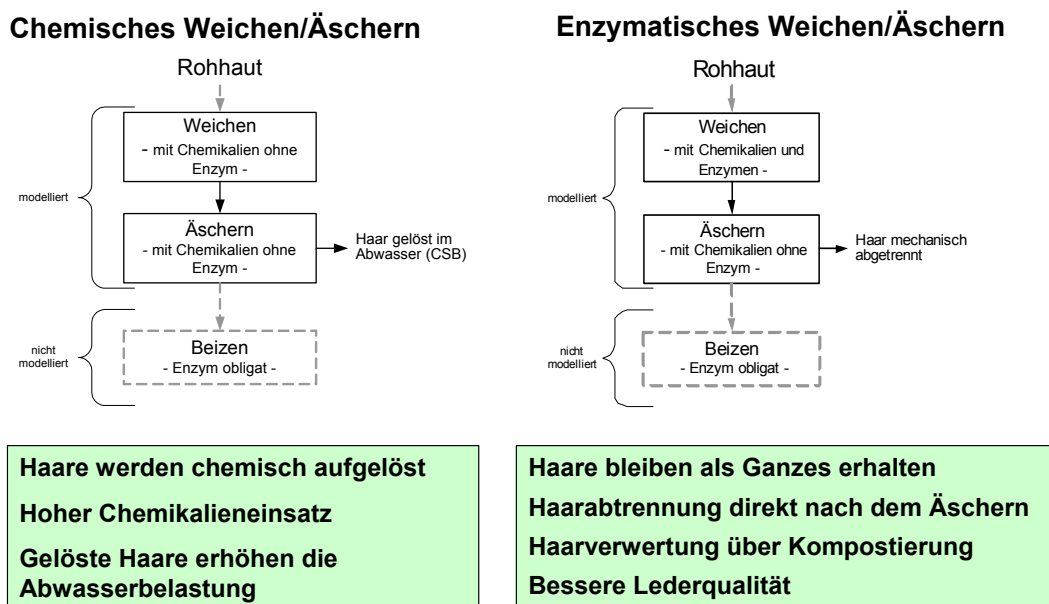 Chemisches Weichen/Äschern
Rohhaut
modelliert
Weichen
- mit Chemikalien ohne
Enzym -
Äschern
- mit Chemikalien ohne
Enzym -
Haar gelöst im
Abwasser (CSB)
nicht
modelliert
Beizen
- Enzym obligat -
Haare werden chemisch aufgelöst
Hoher Chemikalieneinsatz
Gelöste Haare erhöhen die
Abwasserbelastung
Enzymatisches Weichen/Äschern
Rohhaut
modelliert
Weichen
- mit Chemikalien und
Enzymen -
Äschern
- mit Chemikalien ohne
Enzym -
Haar mechanisch
abgetrennt
nicht
modelliert
Beizen
- Enzym obligat -
Haare bleiben als Ganzes erhalten
Haarabtrennung direkt nach dem Äschern
Haarverwertung über Kompostierung
Bessere Lederqualität